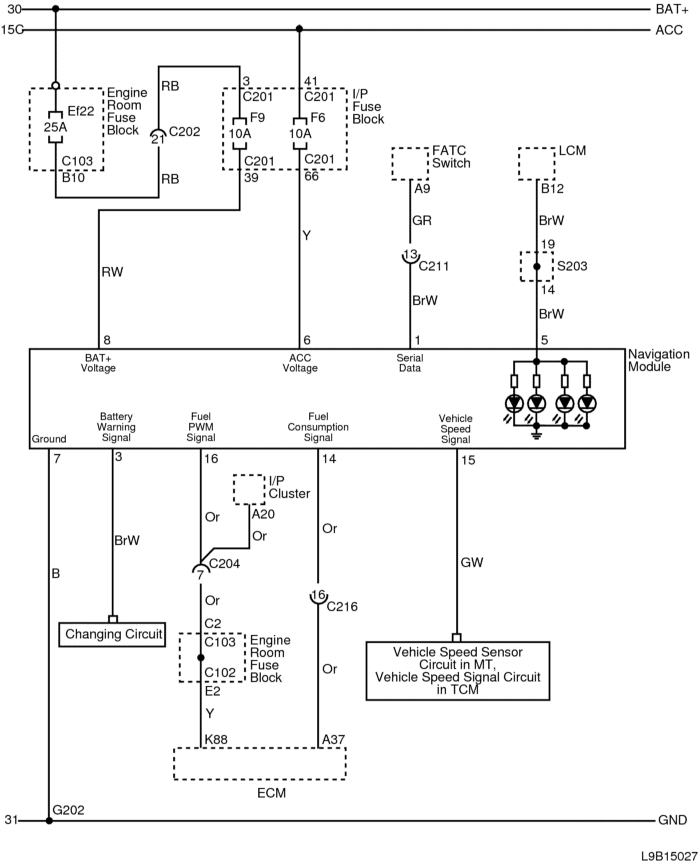 30 BAT+
15C ACC
Engine
Room
Fuse
Block
Ef22
25A
C103
B10
RB
21 C202
RB
3
C201
F9
10A
C201
39
41
C201
F6
10A
C201
66
I/P
Fuse
Block
FATC
Switch
A9
GR
13
C211
BrW
LCM
B12
BrW
19
S203
14
BrW
RW
Y
8
BAT+
Voltage
6
ACC
Voltage
1
Serial
Data
5
Navigation
Module
Ground
7
Battery
Warning
Signal
3
Fuel
PWM
Signal
16
Fuel
Consumption
Signal
14
Vehicle
Speed
Signal
15
I/P
Cluster
A20
Or
Or
Or
BrW
B
GW
C204
7
Or
16
C216
Changing Circuit
C2
C103
C102
E2
Engine
Room
Fuse
Block
Y
Or
K88
A37
ECM
Vehicle Speed Sensor
Circuit in MT,
Vehicle Speed Signal Circuit
in TCM
G202
31 GND
L9B15027